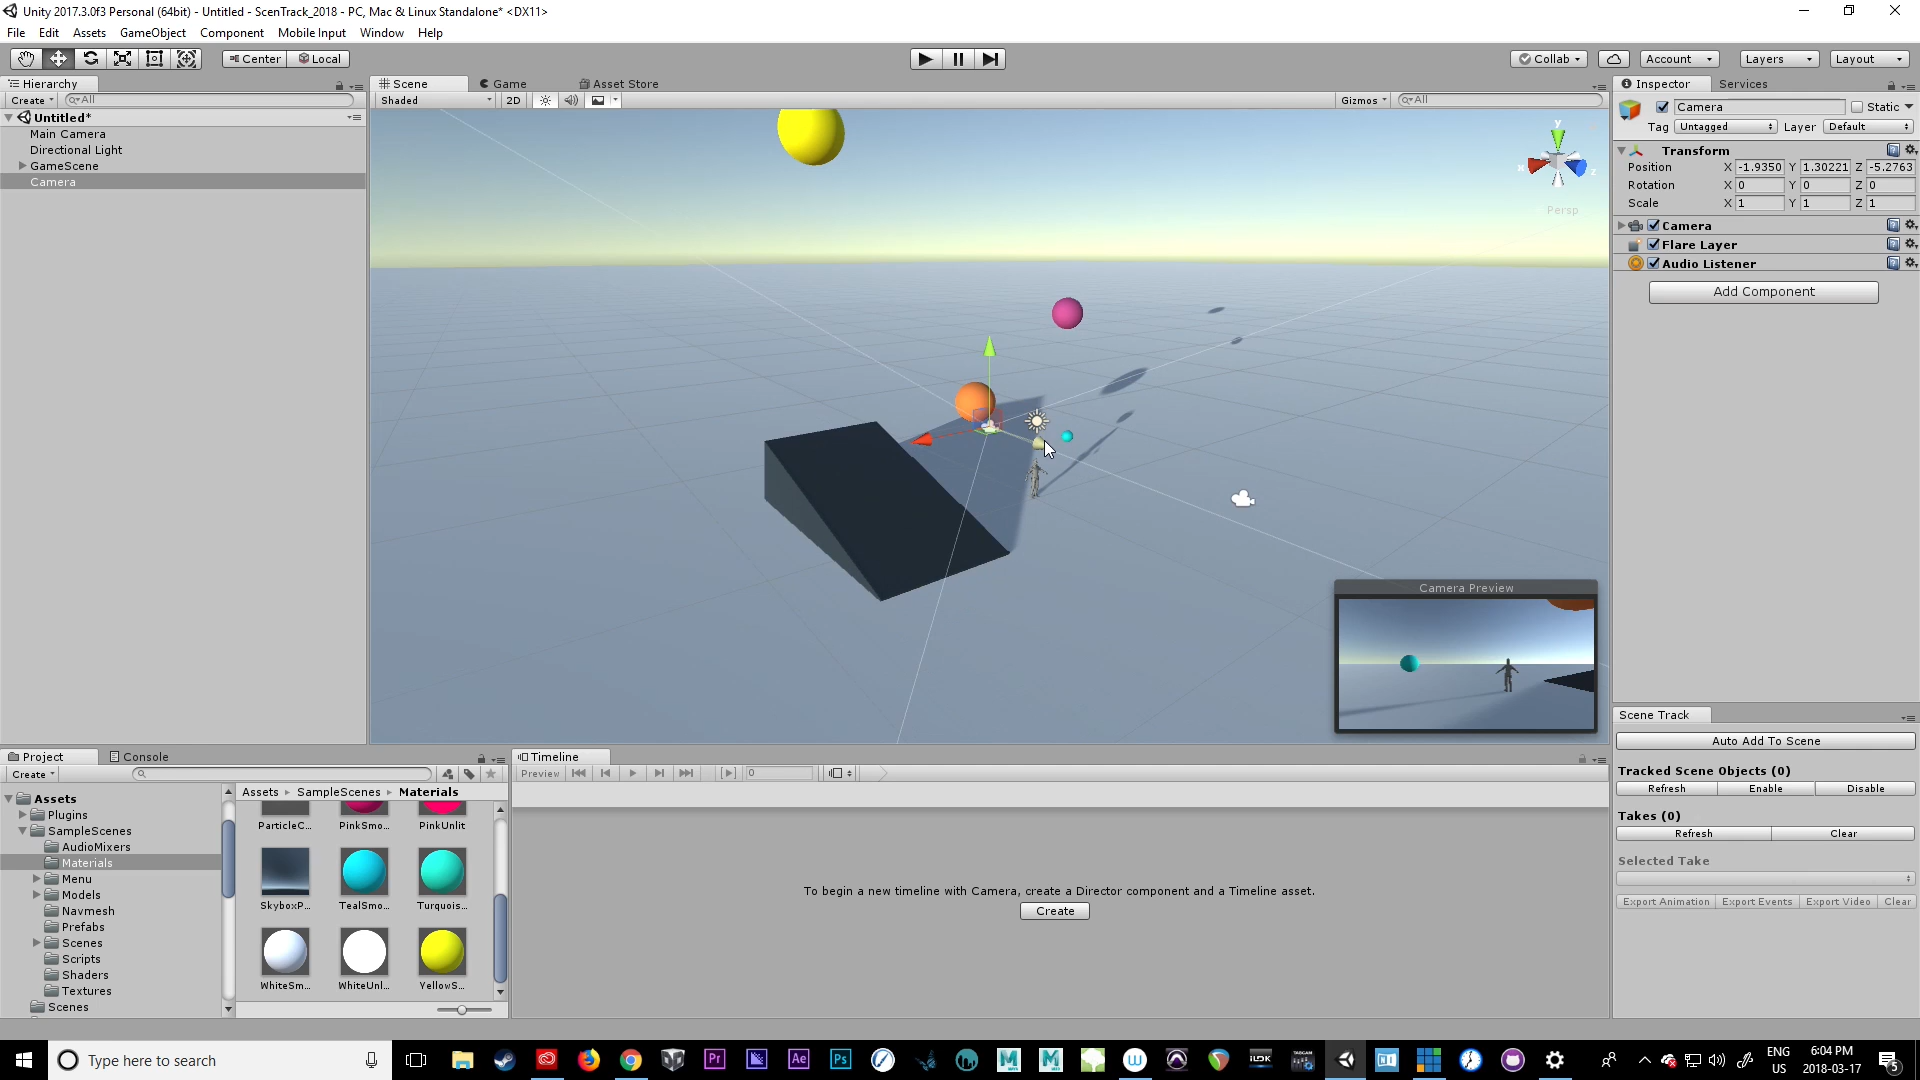 Unity 2017.3.0f3 Personal (64bit) - Untitled - ScenTrack_2018 - PC, Mac & Linux Standalone* <DX11>
File Edit Assets GameObject Component Mobile Input Window Help
Center Local Collab Account Layers Layout
Hierarchy Scene Game Asset Store Inspector Services
Create All Shaded 2D Gizmos All
Camera Static
Untitled*
Tag Untagged Layer Default
Main Camera
Directional Light
Transform
GameScene
Position X -1.9350 Y 1.30221 Z -5.2763
Camera
Rotation X 0 Y 0 Z 0
Scale X 1 Y 1 Z 1
y
x
z
Persp
Camera
Flare Layer
Audio Listener
Add Component
Camera Preview
Scene Track
Auto Add To Scene
Tracked Scene Objects (0)
Refresh Enable Disable
Takes (0)
Refresh Clear
Selected Take
Export Animation Export Events Export Video Clear
Project Console Timeline
Create Preview 0
Assets SampleScenes Materials
Assets
Plugins
SampleScenes
AudioMixers
Materials
Menu
Models
Navmesh
Prefabs
Scenes
Scripts
Shaders
Textures
Scenes
ParticleC... PinkSmo... PinkUnlit
SkyboxP... TealSmo... Turquois...
WhiteSm... WhiteUnl... YellowS...
To begin a new timeline with Camera, create a Director component and a Timeline asset.
Create
Type here to search
Pr Ae Ps
ENG
US
6:04 PM
2018-03-17
5